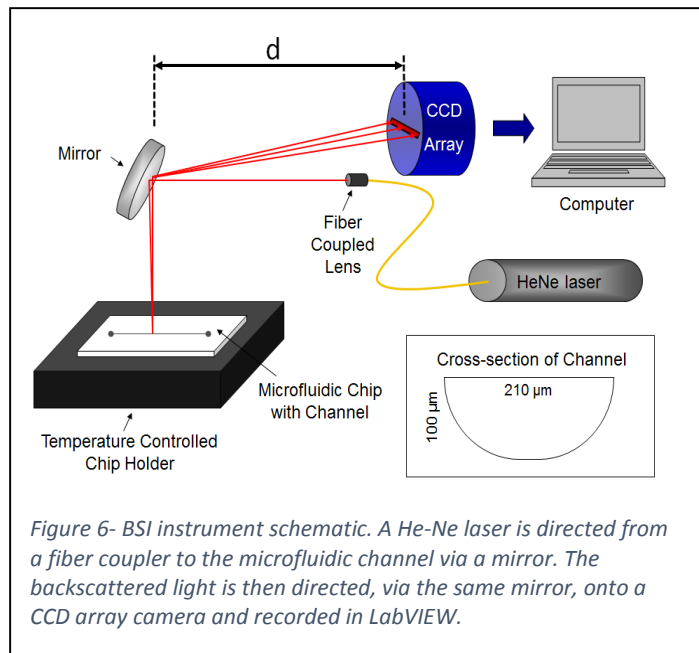 d
CCD
Array
Mirror
Computer
Fiber
Coupled
Lens
HeNe laser
Cross-section of Channel
210 µm
100 µm
Microfluidic Chip
with Channel
Temperature Controlled
Chip Holder
Figure 6- BSI instrument schematic. A He-Ne laser is directed from
a fiber coupler to the microfluidic channel via a mirror. The
backscattered light is then directed, via the same mirror, onto a
CCD array camera and recorded in LabVIEW.